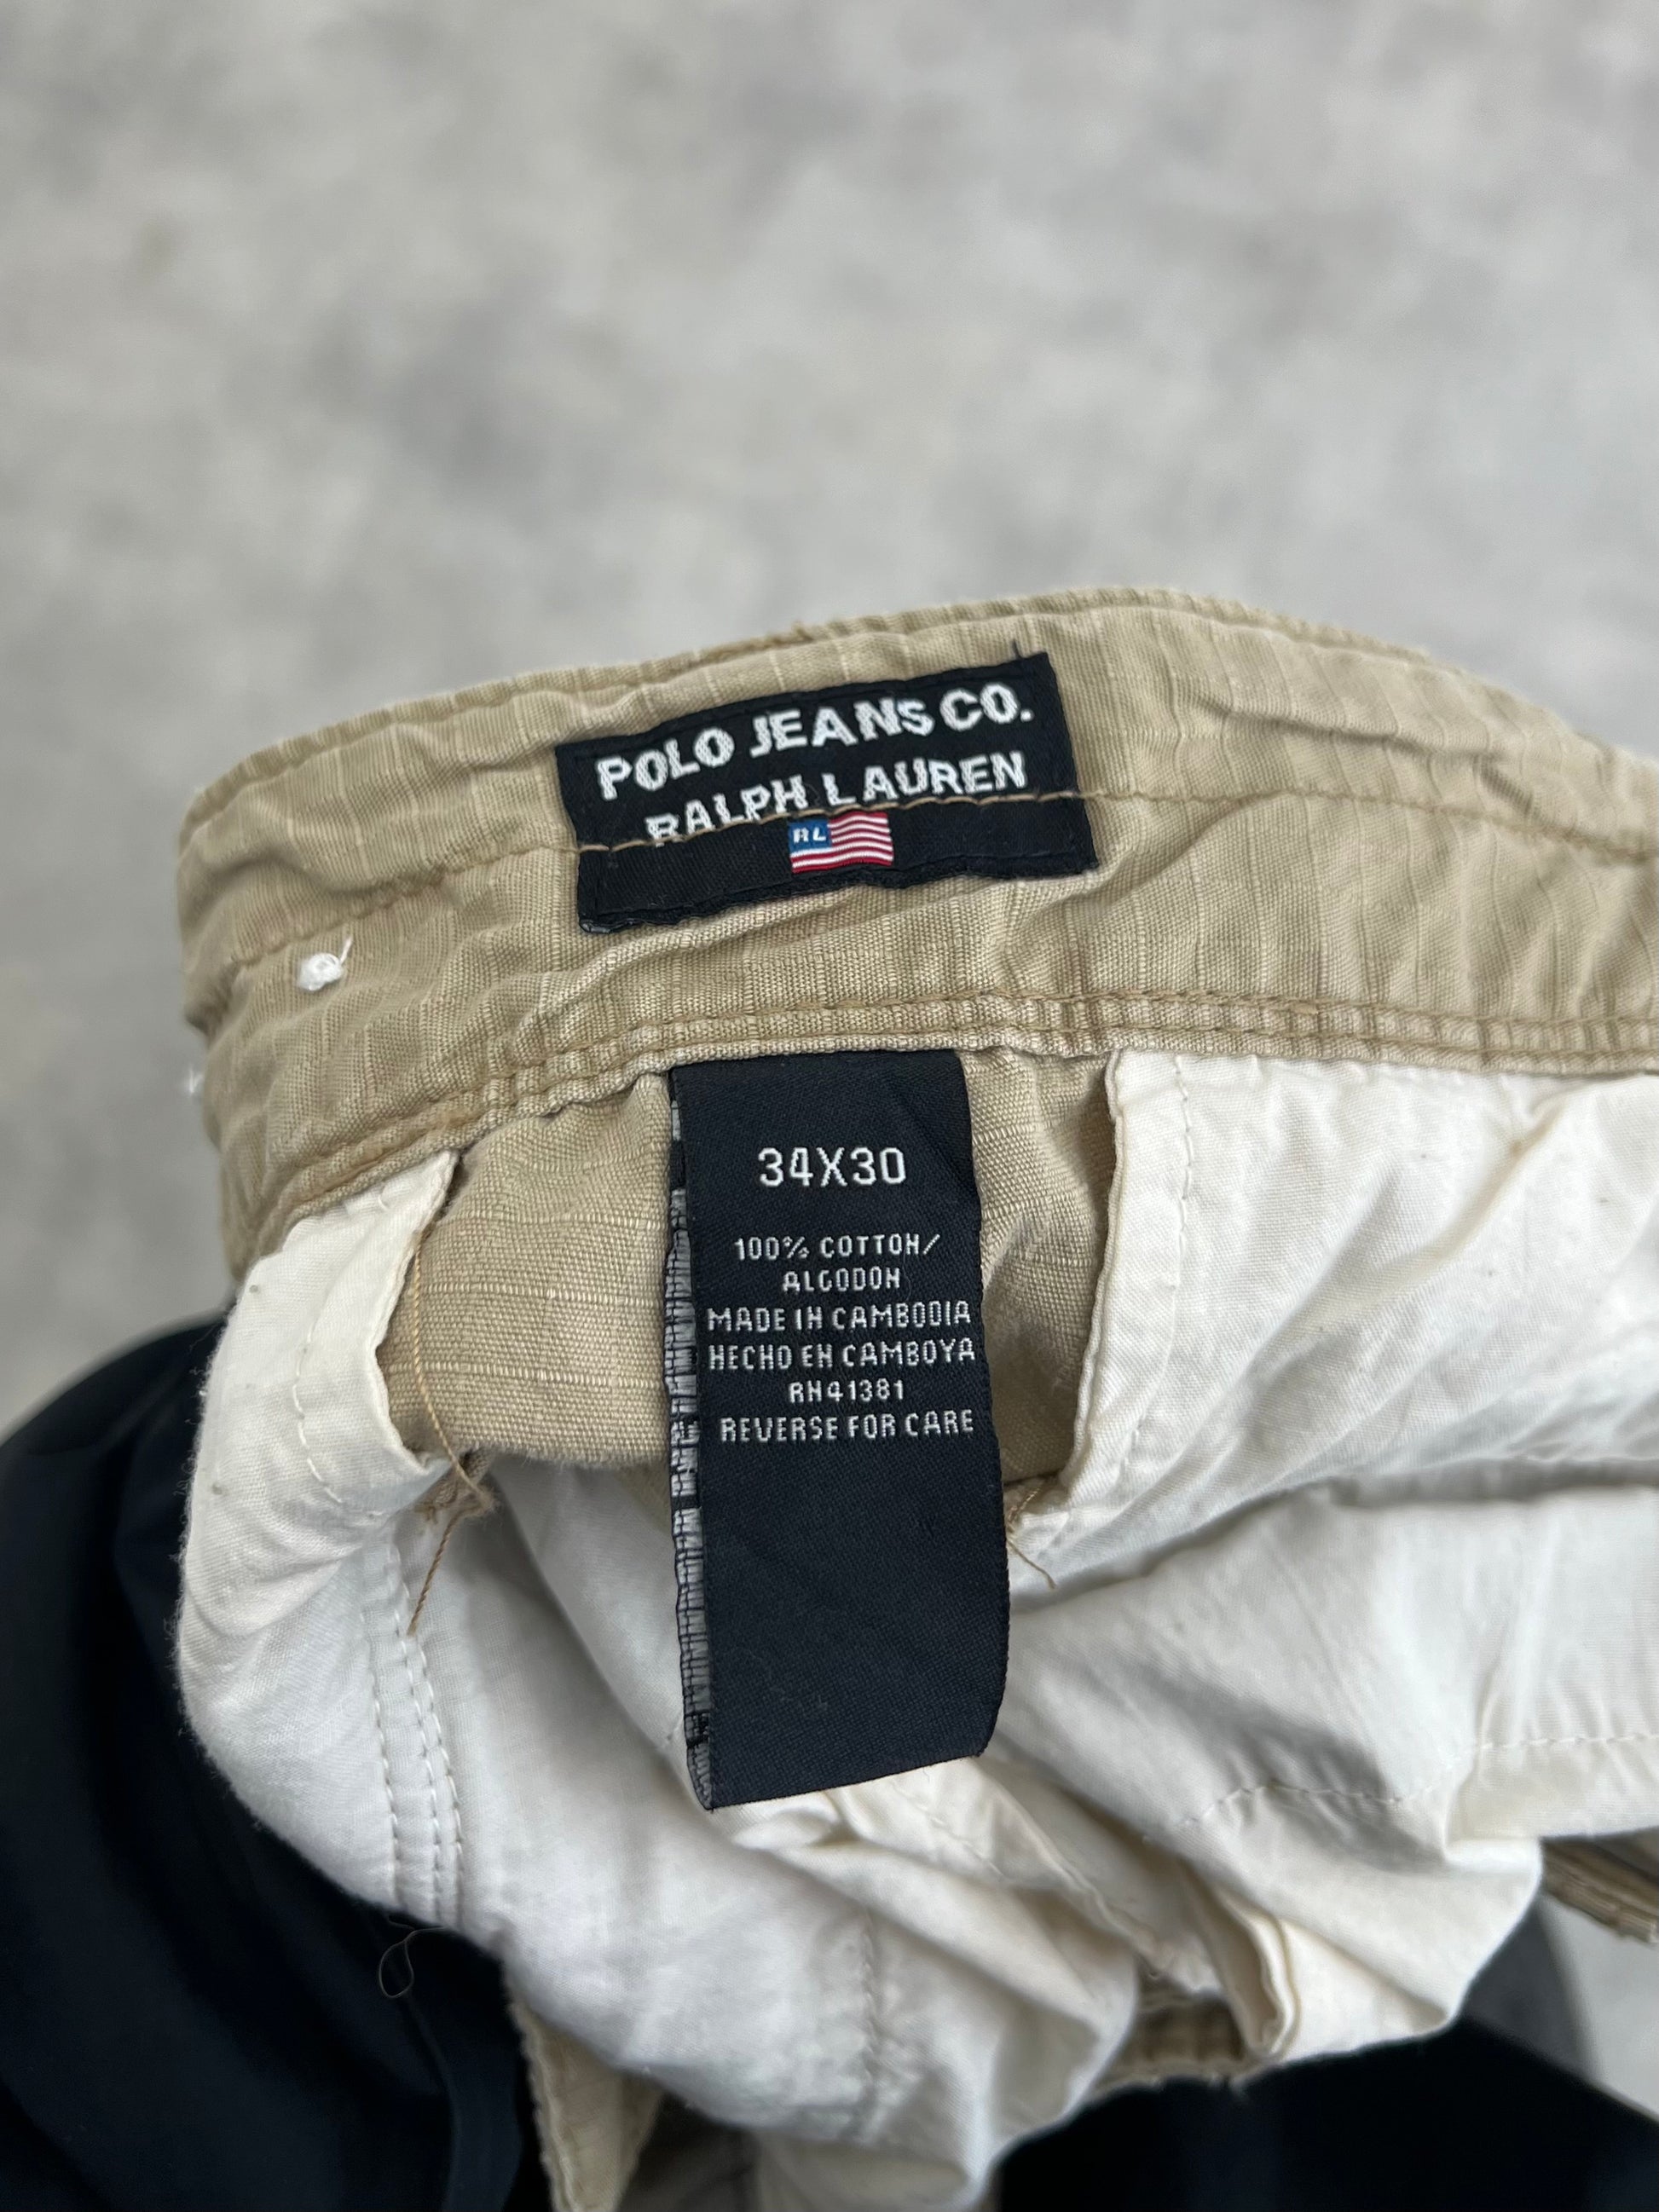 POLO JEANS CO.
RALPH LAUREN
RL
34X30
100% COTTON/
ALGODON
MADE IN CAMBODIA
HECHO EN CAMBOYA
RN41381
REVERSE FOR CARE